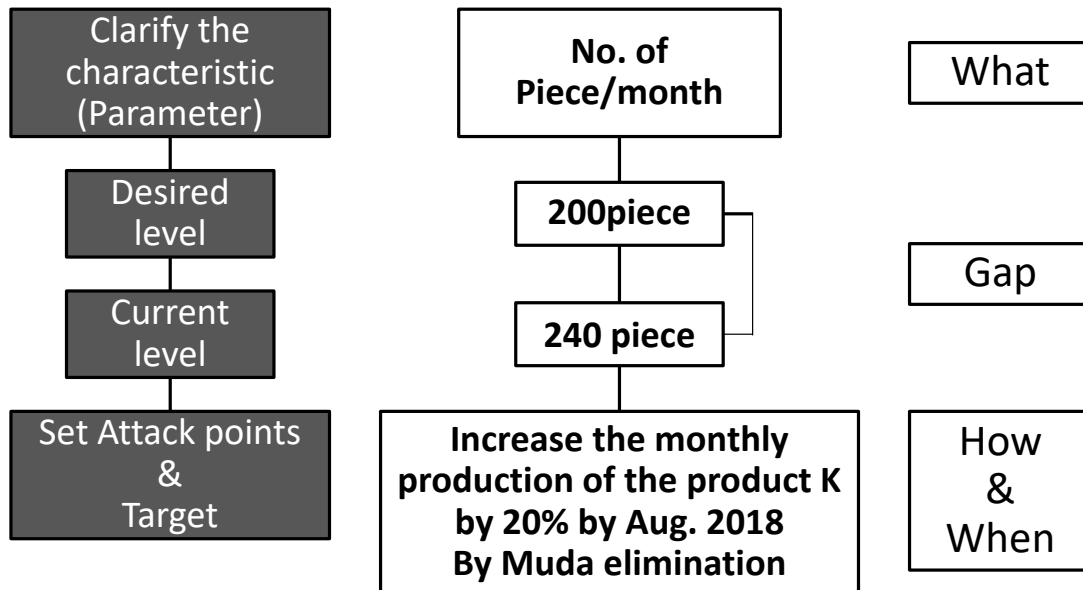 Clarify the
characteristic
(Parameter)
No. of
Piece/month
What
Desired
level
200piece
Gap
Current
level
240 piece
Set Attack points
&
Target
Increase the monthly
production of the product K
by 20% by Aug. 2018
By Muda elimination
How
&
When